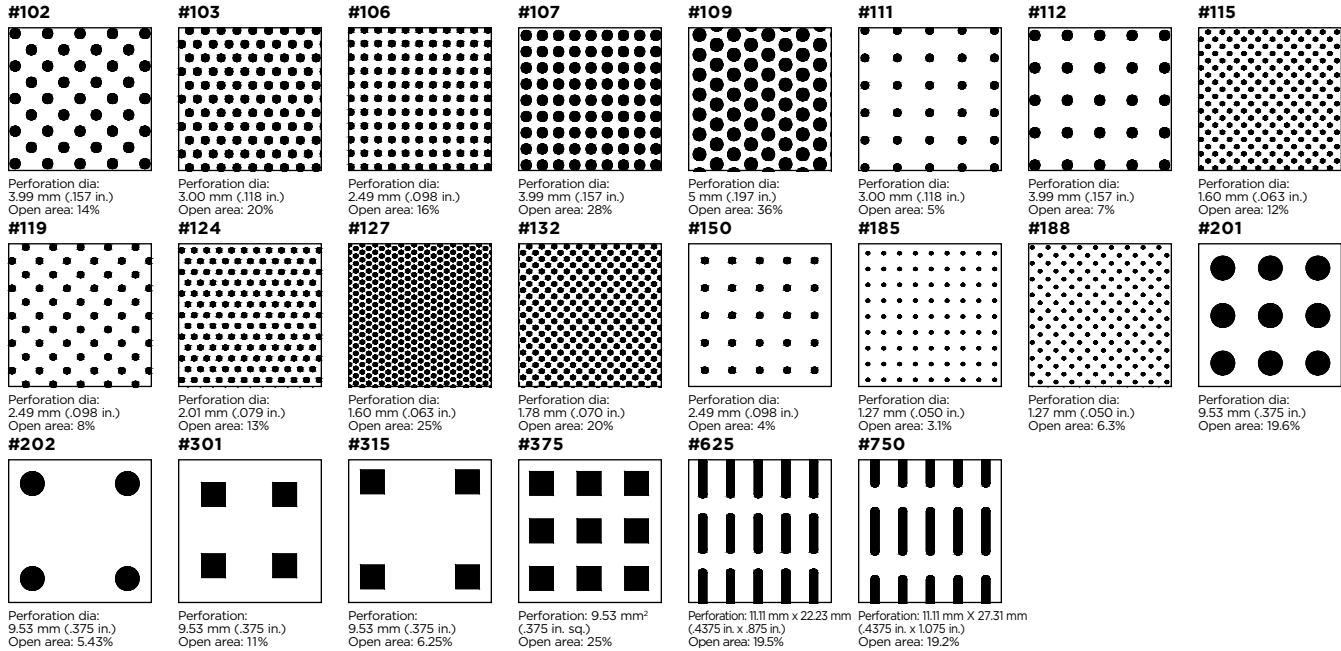 #102
Perforation dia:
3.99 mm (.157 in.)
Open area: 14%
#103
Perforation dia:
3.00 mm (.118 in.)
Open area: 20%
#106
Perforation dia:
2.49 mm (.098 in.)
Open area: 16%
#107
Perforation dia:
3.99 mm (.157 in.)
Open area: 28%
#109
Perforation dia:
5 mm (.197 in.)
Open area: 36%
#111
Perforation dia:
3.00 mm (.118 in.)
Open area: 5%
#112
Perforation dia:
3.99 mm (.157 in.)
Open area: 7%
#115
Perforation dia:
1.60 mm (.063 in.)
Open area: 12%
#119
Perforation dia:
2.49 mm (.098 in.)
Open area: 8%
#124
Perforation dia:
2.01 mm (.079 in.)
Open area: 13%
#127
Perforation dia:
1.60 mm (.063 in.)
Open area: 25%
#132
Perforation dia:
1.78 mm (.070 in.)
Open area: 20%
#150
Perforation dia:
2.49 mm (.098 in.)
Open area: 4%
#185
Perforation dia:
1.27 mm (.050 in.)
Open area: 3.1%
#188
Perforation dia:
1.27 mm (.050 in.)
Open area: 6.3%
#201
Perforation dia:
9.53 mm (.375 in.)
Open area: 19.6%
#202
Perforation dia:
9.53 mm (.375 in.)
Open area: 5.43%
#301
Perforation:
9.53 mm (.375 in.)
Open area: 11%
#315
Perforation:
9.53 mm (.375 in.)
Open area: 6.25%
#375
Perforation: 9.53 mm²
(.375 in. sq.)
Open area: 25%
#625
Perforation: 11.11 mm x 22.23 mm
(.4375 in. x .875 in.)
Open area: 19.5%
#750
Perforation: 11.11 mm X 27.31 mm
(.4375 in. x 1.075 in.)
Open area: 19.2%